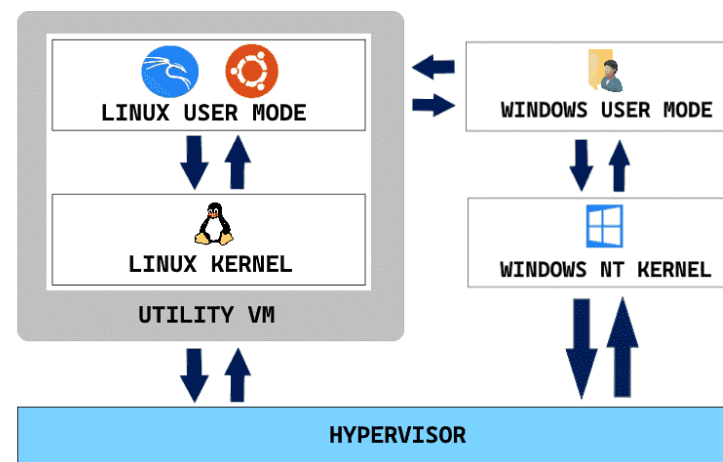 LINUX USER MODE
WINDOWS USER MODE
LINUX KERNEL
WINDOWS NT KERNEL
UTILITY VM
HYPERVISOR